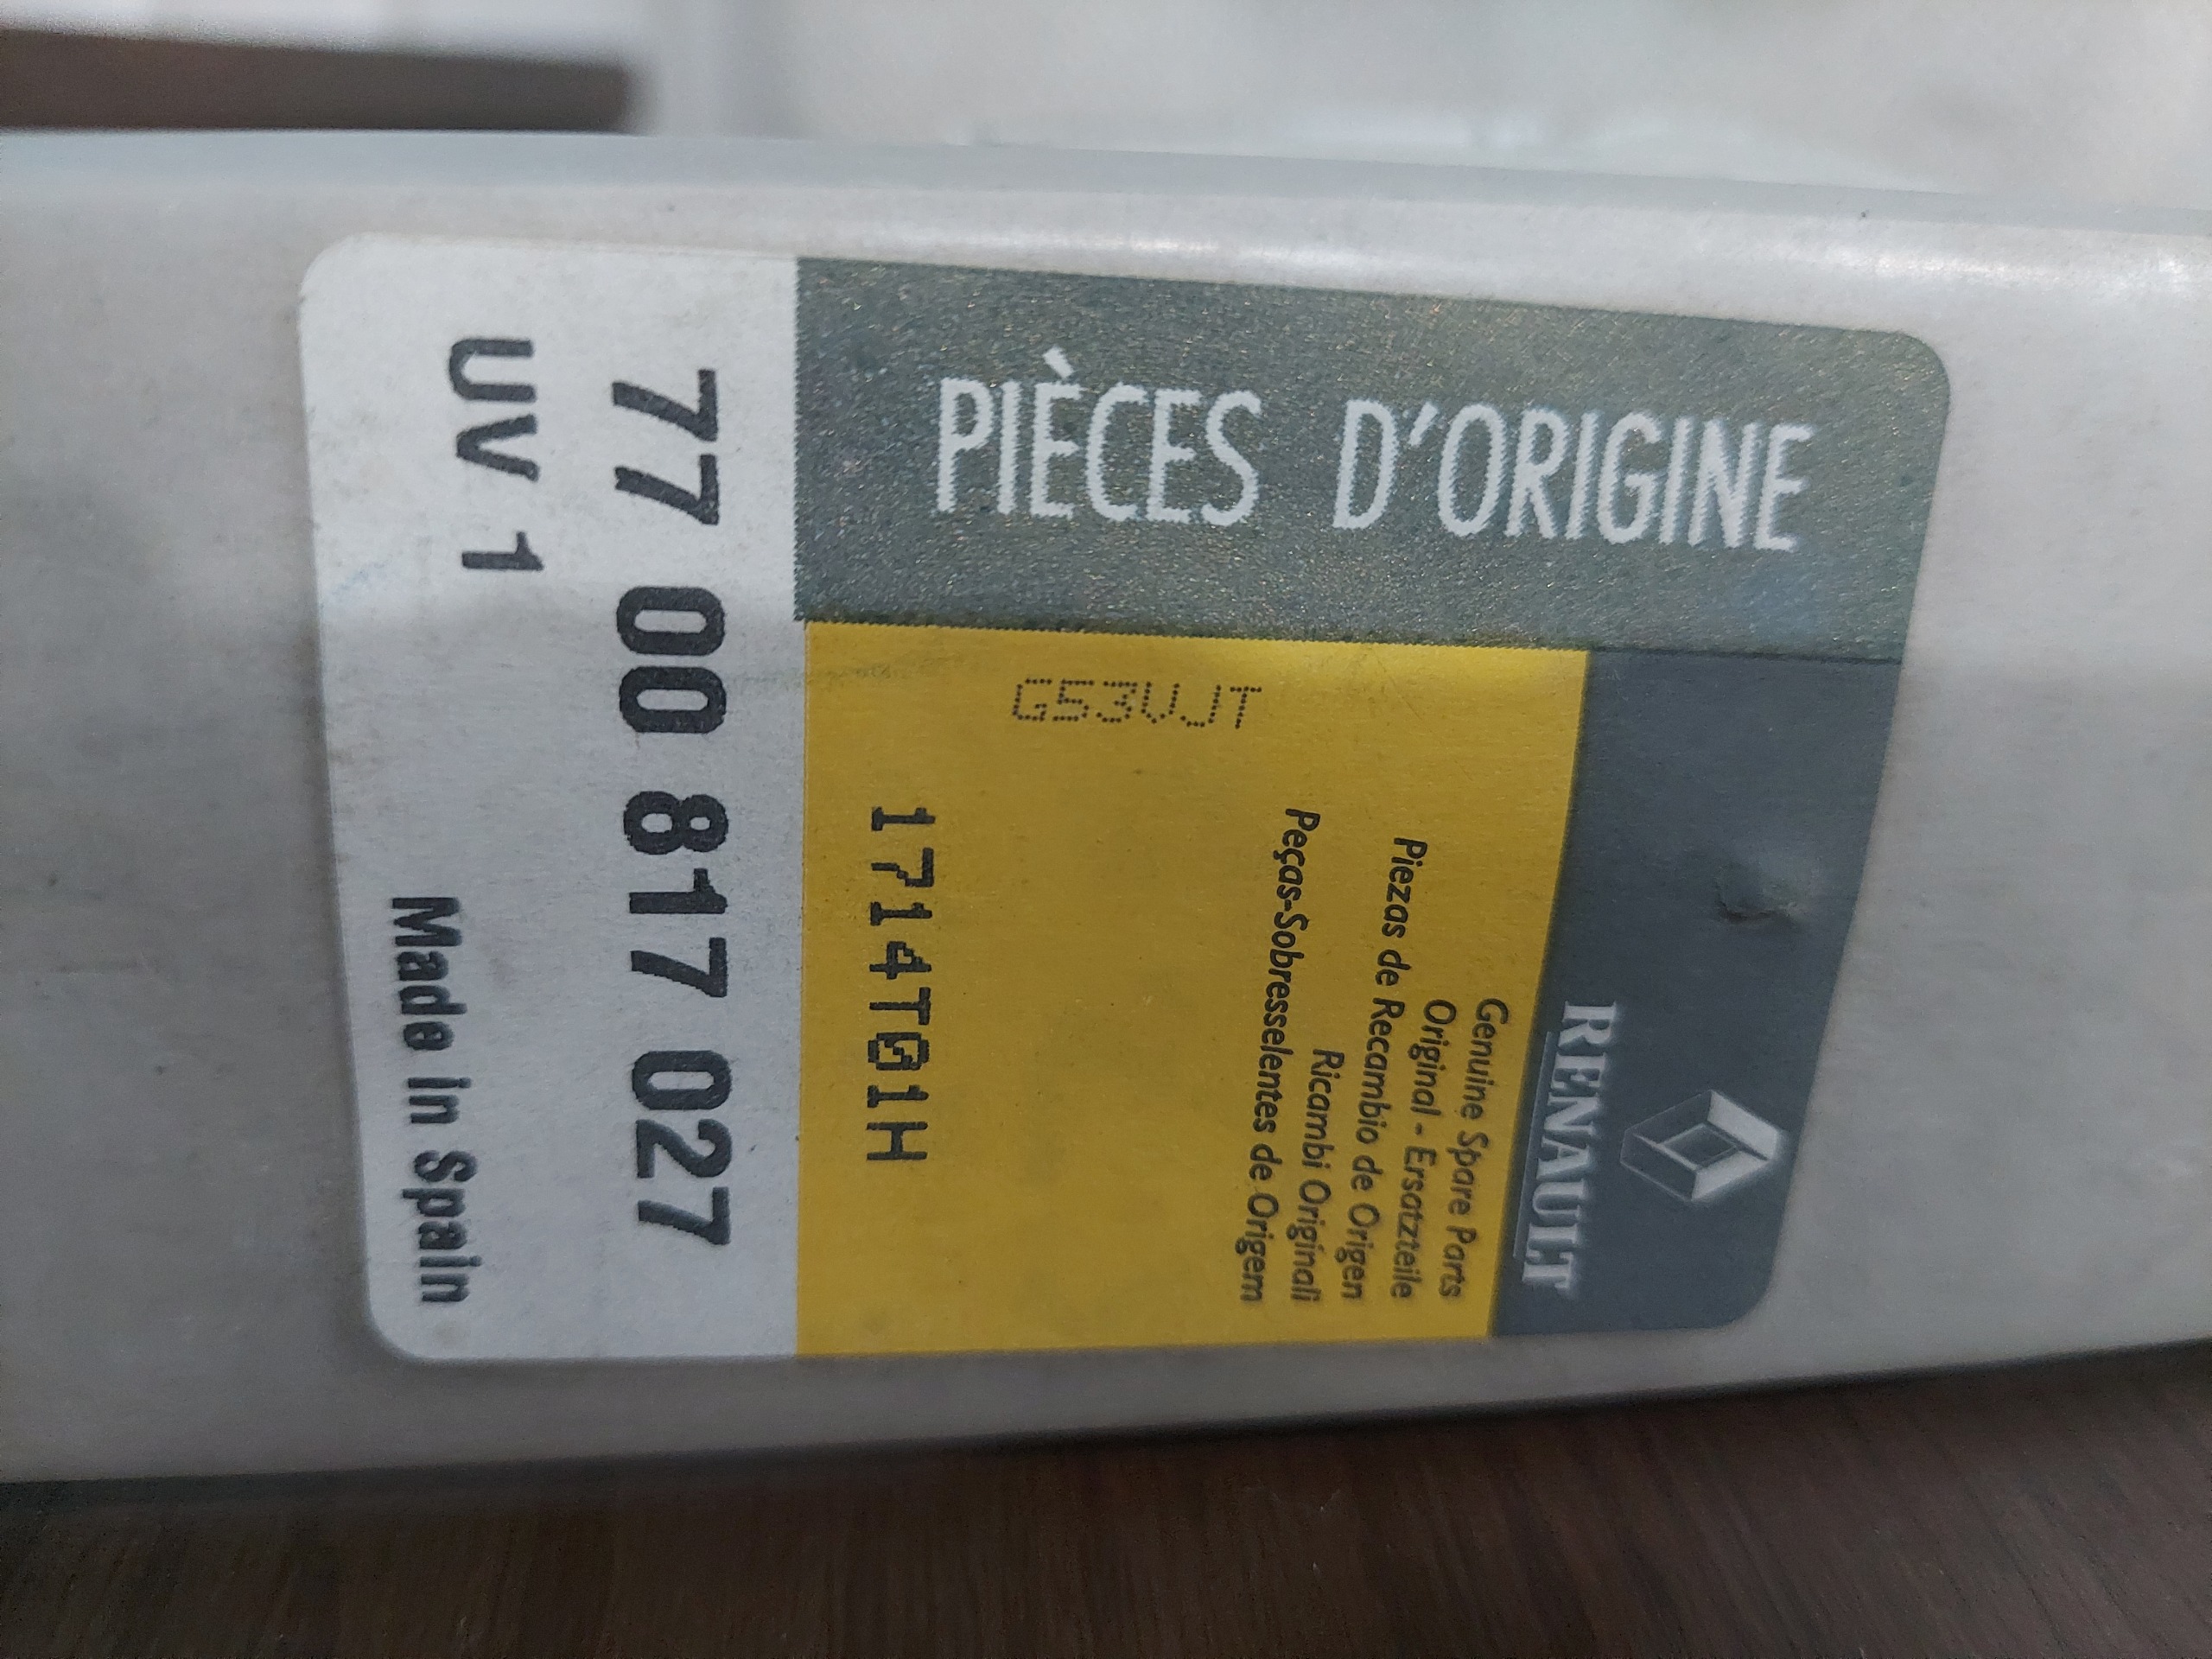 PIÈCES D'ORIGINE
RENAULT
Genuine Spare Parts
Original - Ersatzteile
Piezas de Recambio de Origen
Ricambi Originali
Peças-Sobresselentes de Origem
G53VJT
1714T01H
77 00 817 027
UV 1
Made in Spain